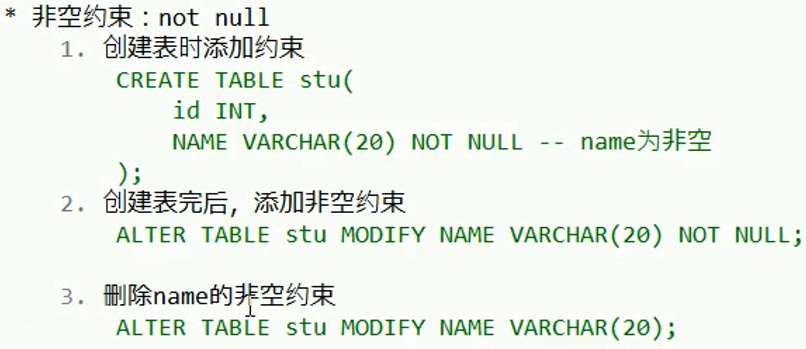 * 非空约束：not null
1. 创建表时添加约束
CREATE TABLE stu(
id INT,
NAME VARCHAR(20) NOT NULL -- name为非空
);
2. 创建表完后，添加非空约束
ALTER TABLE stu MODIFY NAME VARCHAR(20) NOT NULL;
3. 删除name的非空约束
ALTER TABLE stu MODIFY NAME VARCHAR(20);